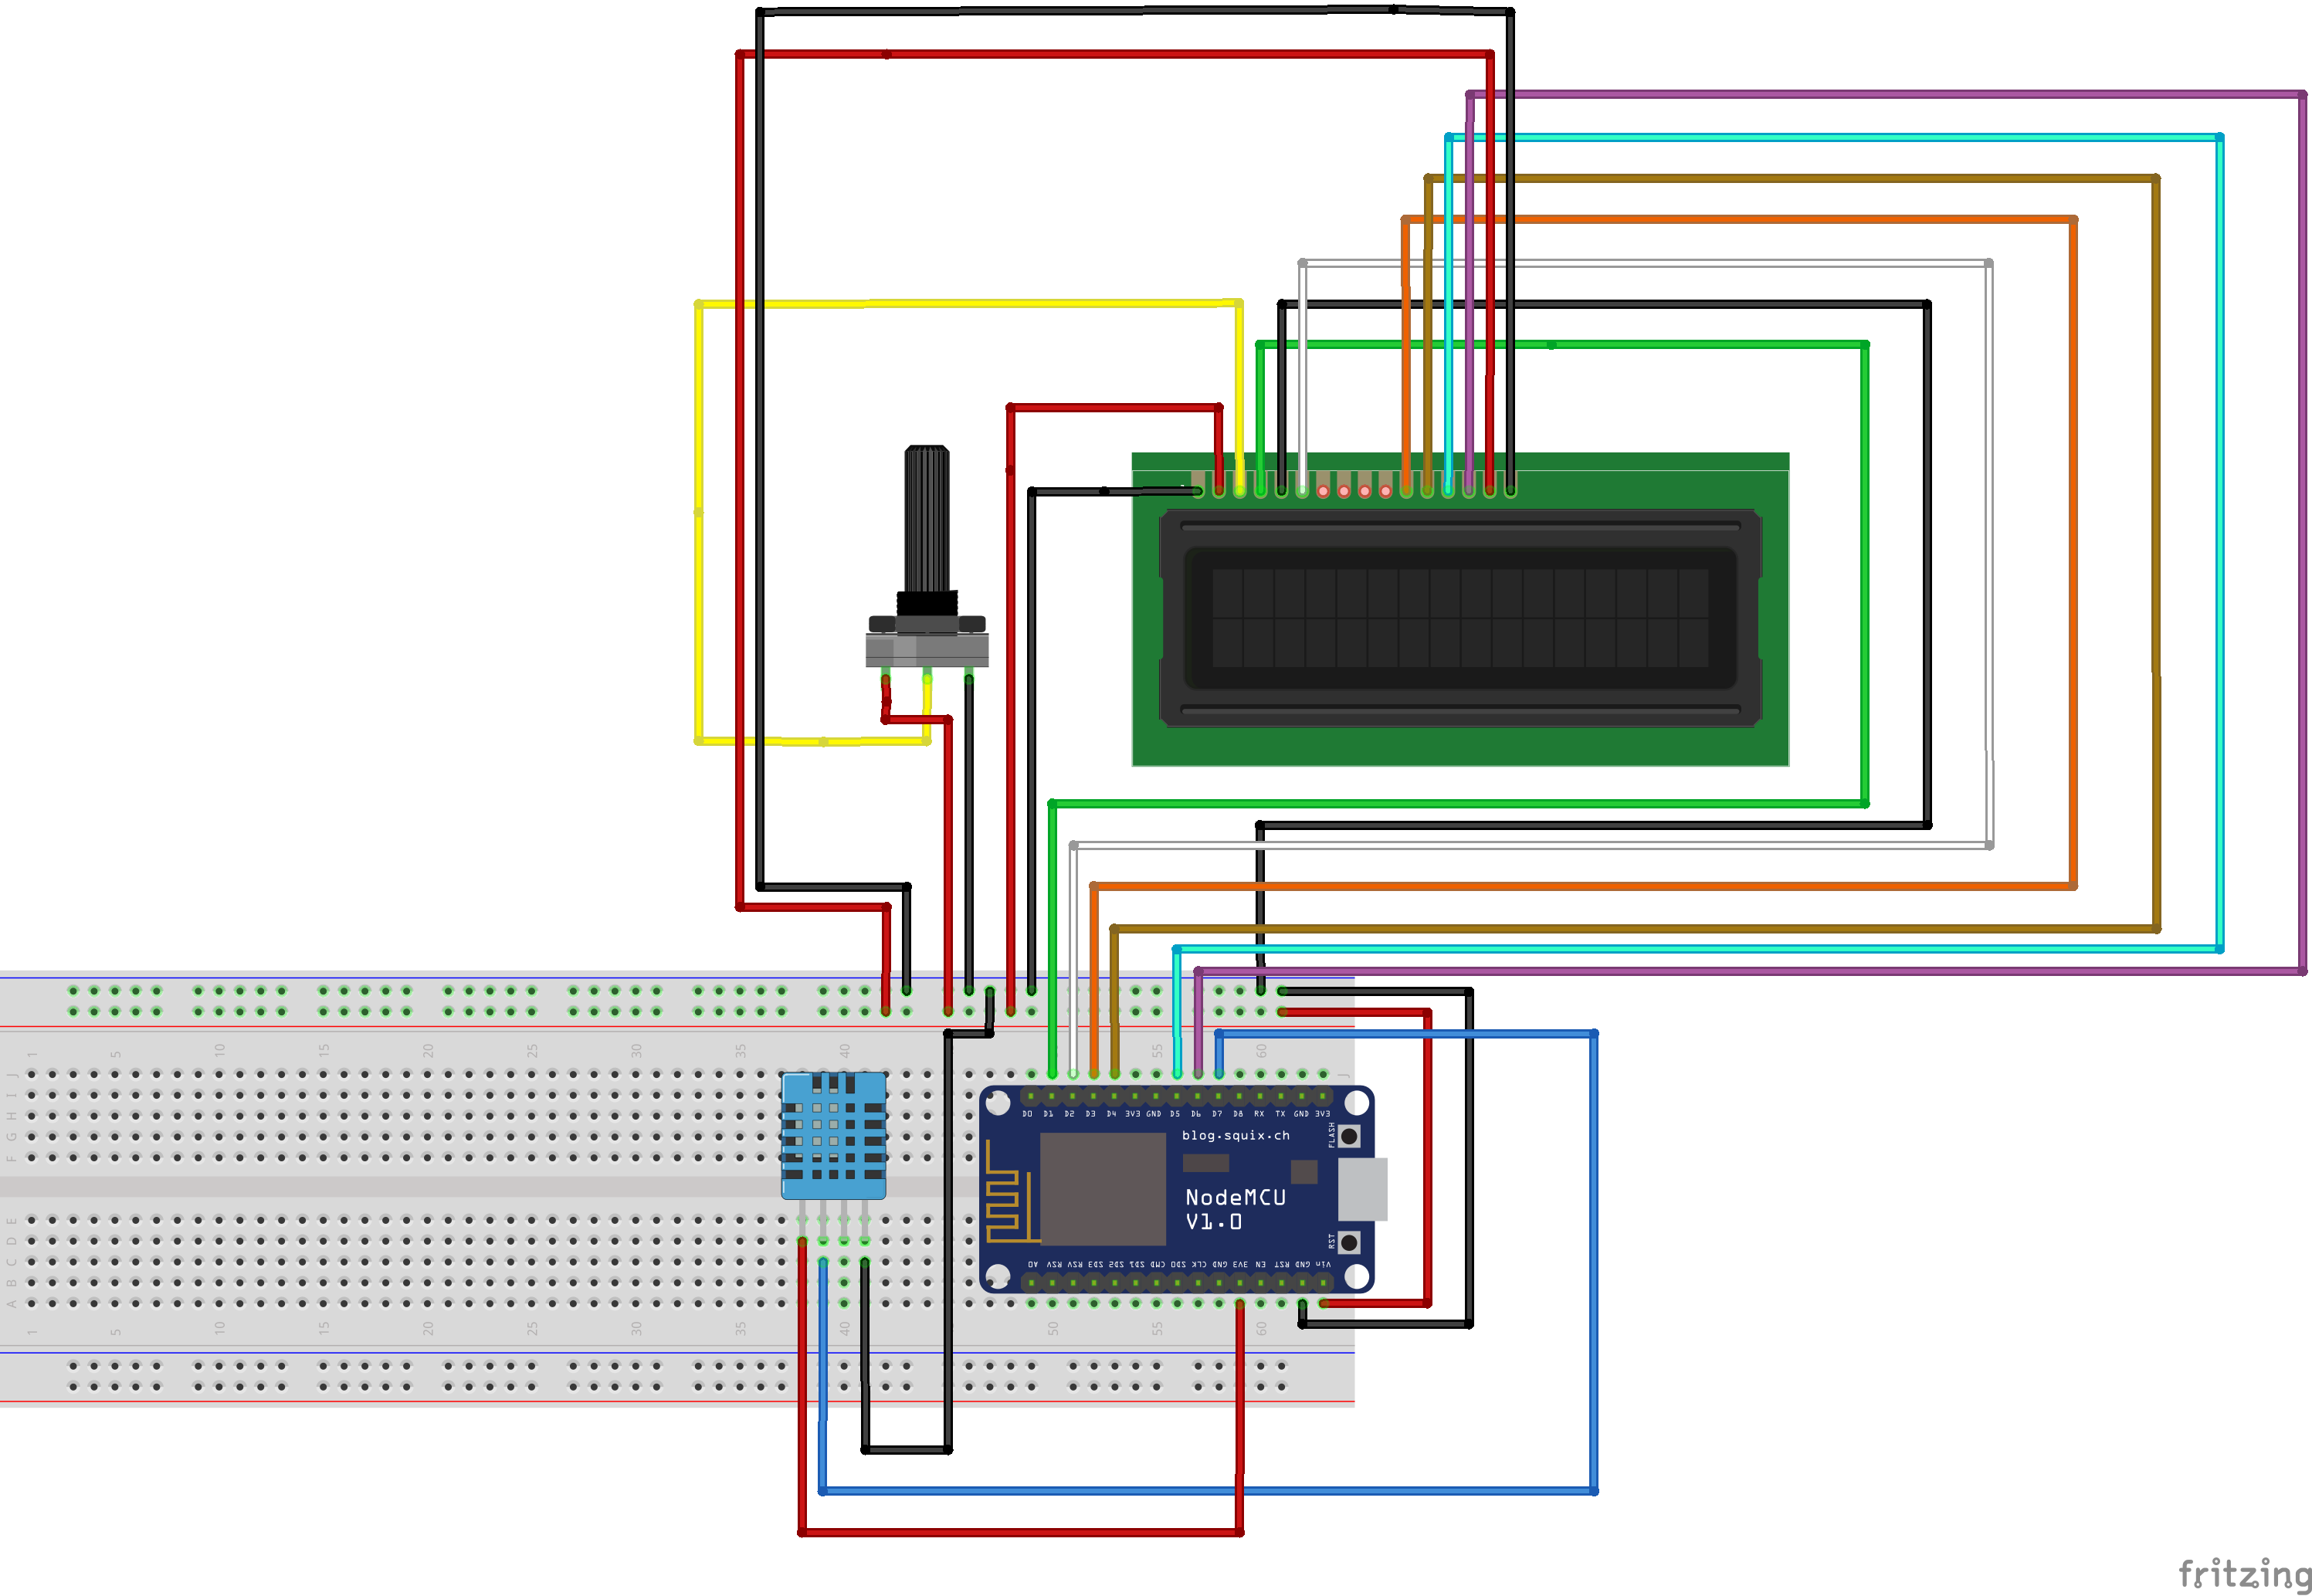 1 5 10 15 20 25 30 35 40 55 60
J
J
I
H
G
F
D0 D1 D2 D3 D4 3V3 GND D5 D6 D7 D8 RX TX GND 3V3
blog.squix.ch
FLASH
NodeMCU
V1.0
RST
A0 RSV RSV SD3 SD2 SD1 CMD SD0 CLK GND 3V3 EN RST GND Vin
E
D
C
B
A
1 5 10 15 20 25 30 35 40 50 55 60
fritzing